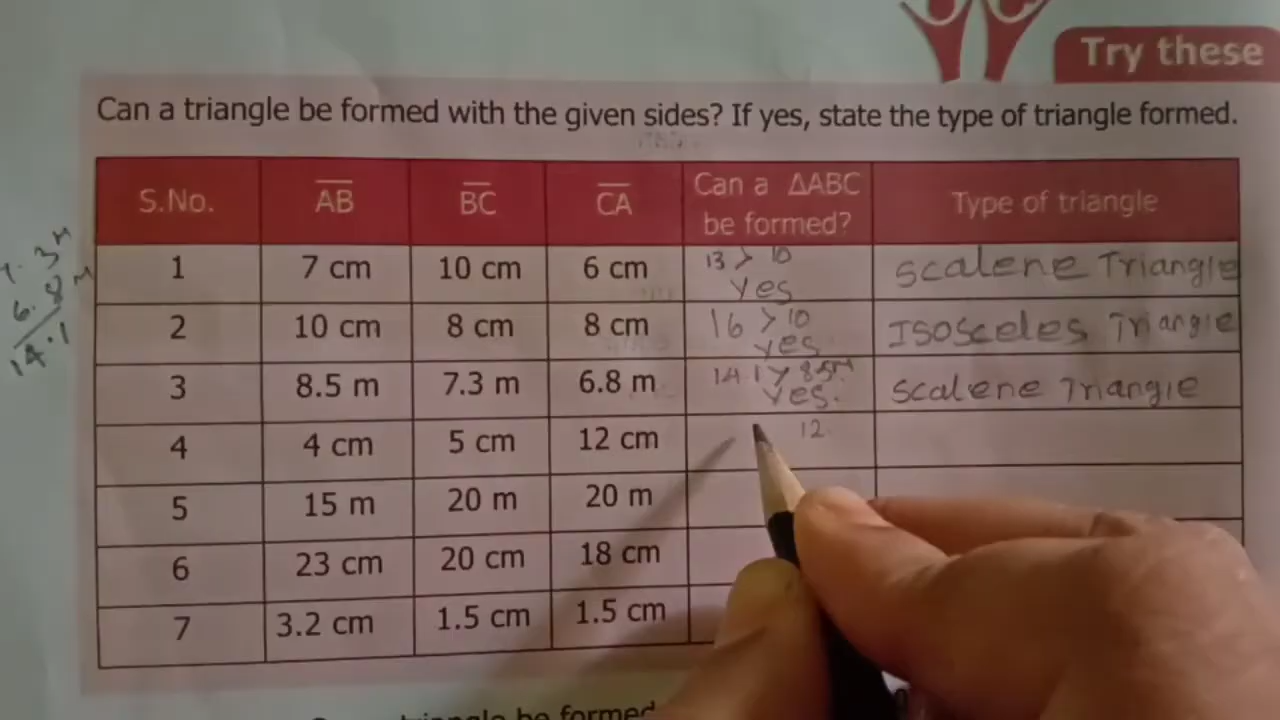 Try these
Can a triangle be formed with the given sides? If yes, state the type of triangle formed.
S.No. AB BC CA Can a ΔABC be formed? Type of triangle
1 7 cm 10 cm 6 cm 13 > 10 Yes Scalene Triangle
2 10 cm 8 cm 8 cm 16 > 10 yes Isosceles Triangle
3 8.5 m 7.3 m 6.8 m 14.1 > 8.5m Yes. Scalene Triangle
4 4 cm 5 cm 12 cm 12
5 15 m 20 m 20 m
6 23 cm 20 cm 18 cm
7 3.2 cm 1.5 cm 1.5 cm
7.3 M
6.8 M
14.1
be formed